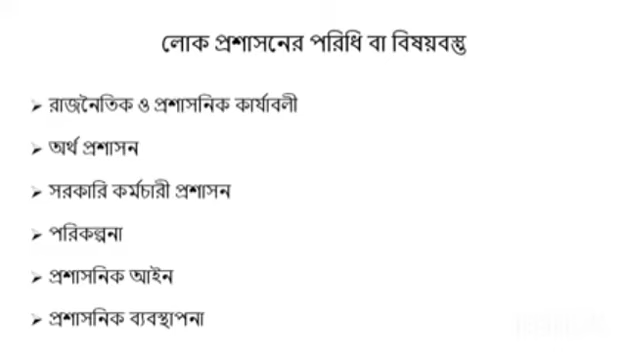 লোক প্রশাসনের পরিধি বা বিষয়বস্তু
➢ রাজনৈতিক ও প্রশাসনিক কার্যাবলী
➢ অর্থ প্রশাসন
➢ সরকারি কর্মচারী প্রশাসন
➢ পরিকল্পনা
➢ প্রশাসনিক আইন
➢ প্রশাসনিক ব্যবস্থাপনা